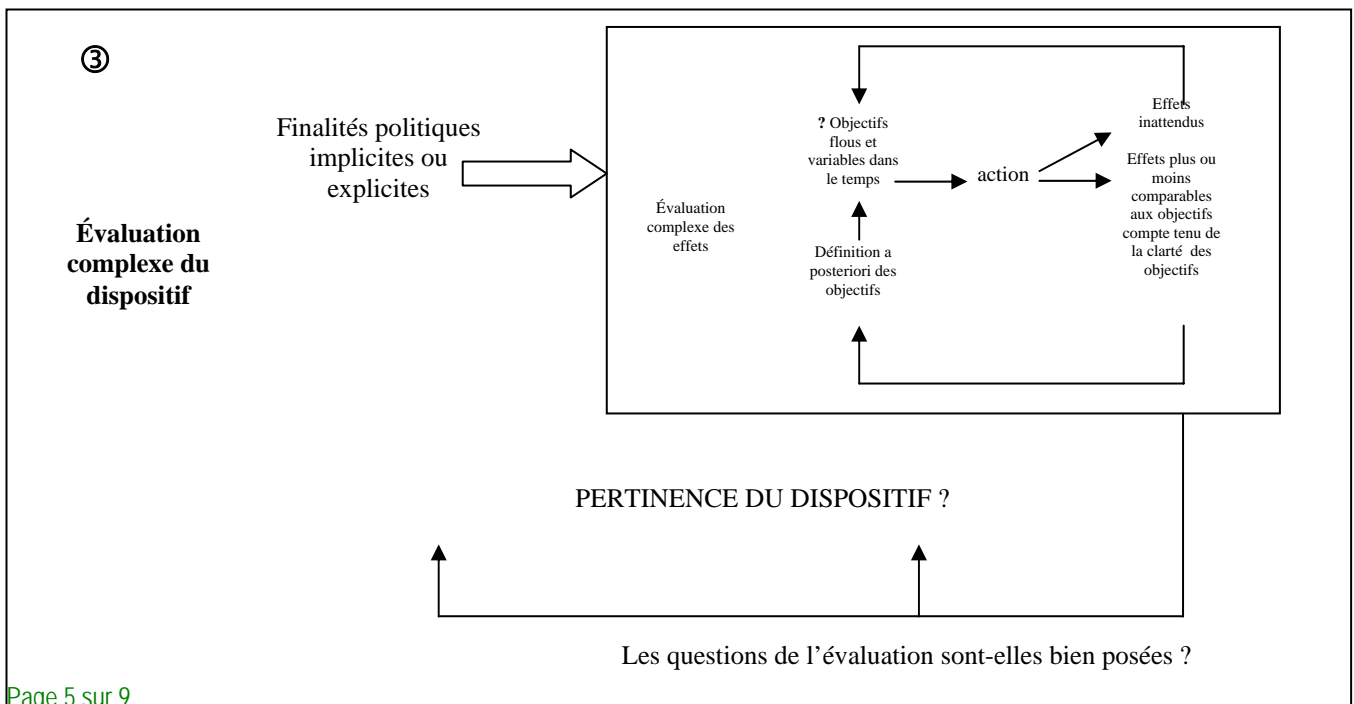 ③
Évaluation
complexe du
dispositif
Finalités politiques
implicites ou
explicites
Évaluation
complexe des
effets
? Objectifs
flous et
variables dans
le temps
Définition a
posteriori des
objectifs
action
Effets
inattendus
Effets plus ou
moins
comparables
aux objectifs
compte tenu de
la clarté des
objectifs
PERTINENCE DU DISPOSITIF ?
Les questions de l’évaluation sont-elles bien posées ?
Page 5 sur 9